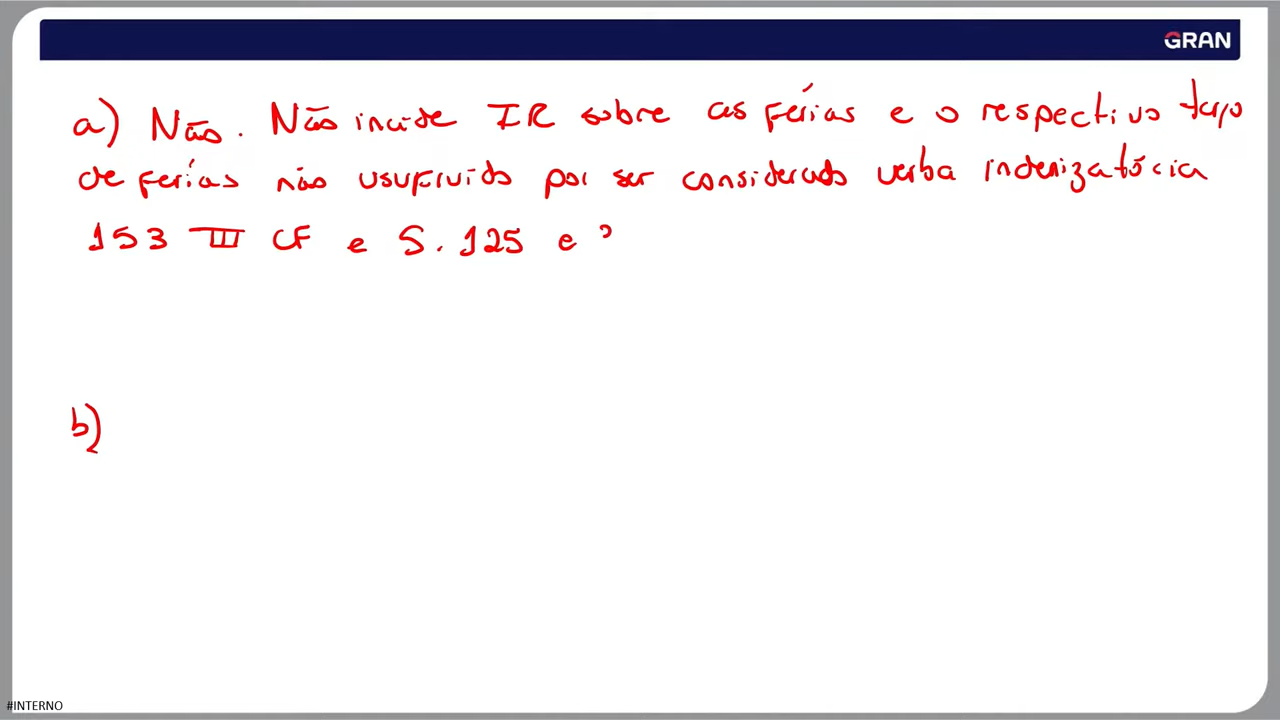 GRAN
a) Não. Não incide IR sobre as férias e o respectivo terço
de férias não usufruído por ser considerado verba indenizatória
153 III CF e S. 125 e
b)
#INTERNO